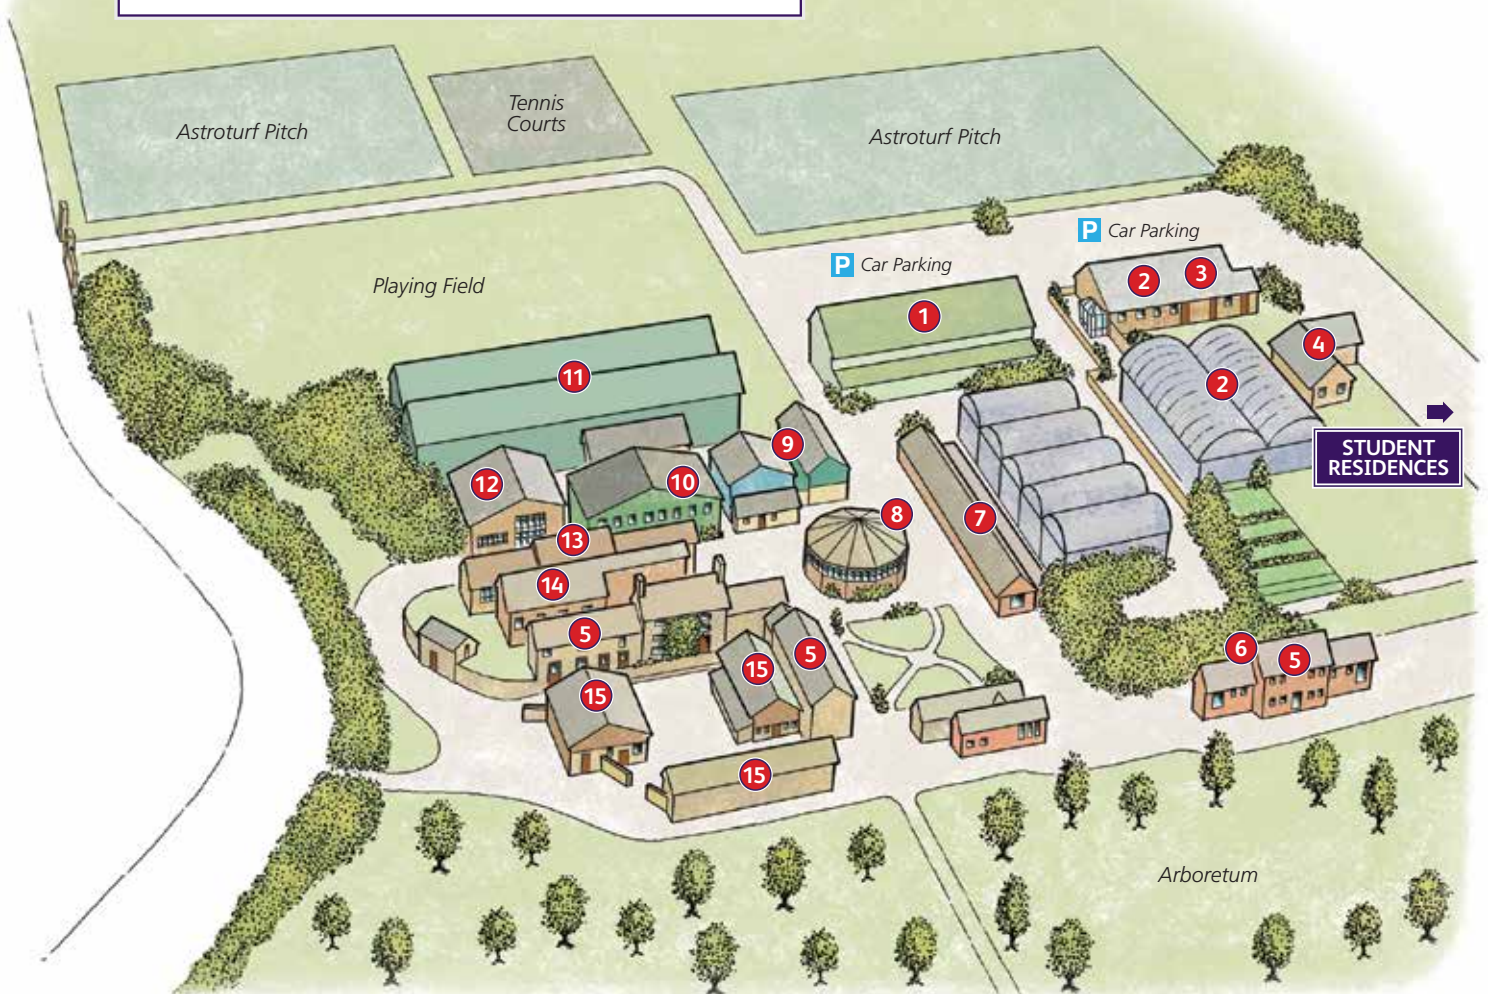 Tennis
Courts
Astroturf Pitch
Astroturf Pitch
P Car Parking
P Car Parking
Playing Field
1
2
3
4
2
11
9
12
10
8
7
13
14
5
15
15
5
6
5
15
STUDENT
RESIDENCES
Arboretum